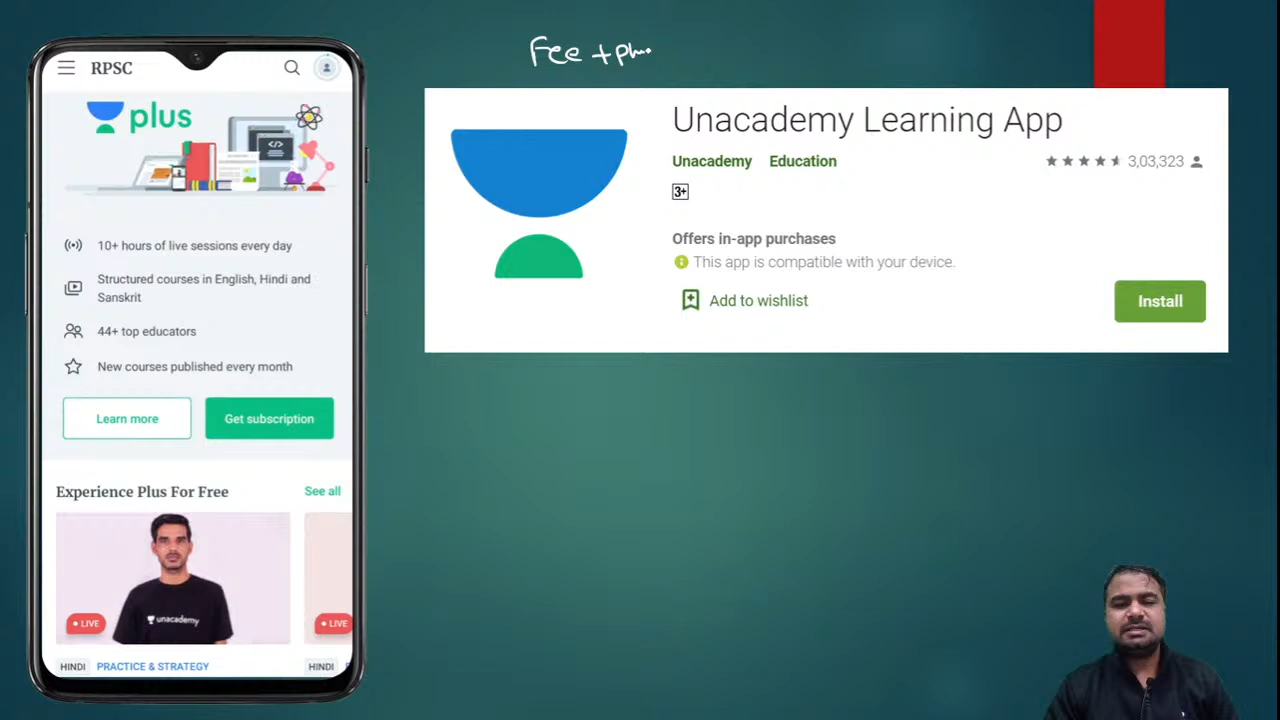 Fee + plus
RPSC
plus
10+ hours of live sessions every day
Structured courses in English, Hindi and
Sanskrit
44+ top educators
New courses published every month
Learn more
Get subscription
Experience Plus For Free
See all
unacademy
LIVE
LIVE
HINDI
PRACTICE & STRATEGY
HINDI
Unacademy Learning App
Unacademy
Education
3,03,323
3+
Offers in-app purchases
This app is compatible with your device.
Add to wishlist
Install